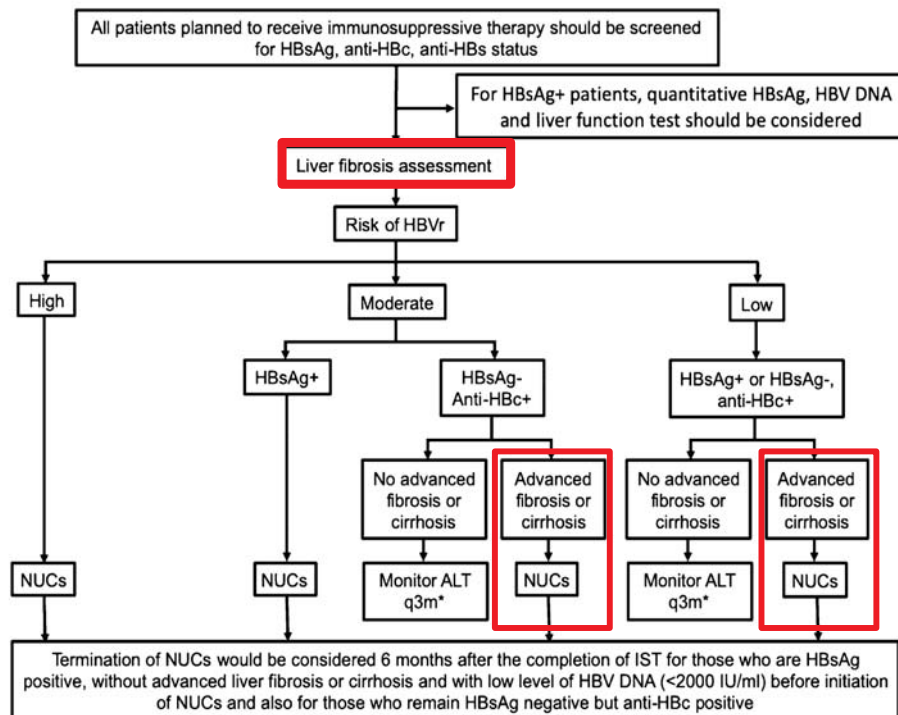 All patients planned to receive immunosuppressive therapy should be screened
for HBsAg, anti-HBc, anti-HBs status
For HBsAg+ patients, quantitative HBsAg, HBV DNA
and liver function test should be considered
Liver fibrosis assessment
Risk of HBVr
High
Moderate
Low
HBsAg+
HBsAg-
Anti-HBc+
HBsAg+ or HBsAg-,
anti-HBc+
No advanced
fibrosis or
cirrhosis
Advanced
fibrosis or
cirrhosis
No advanced
fibrosis or
cirrhosis
Advanced
fibrosis or
cirrhosis
NUCs
NUCs
Monitor ALT
q3m*
NUCs
Monitor ALT
q3m*
NUCs
Termination of NUCs would be considered 6 months after the completion of IST for those who are HBsAg
positive, without advanced liver fibrosis or cirrhosis and with low level of HBV DNA (<2000 IU/ml) before initiation
of NUCs and also for those who remain HBsAg negative but anti-HBc positive